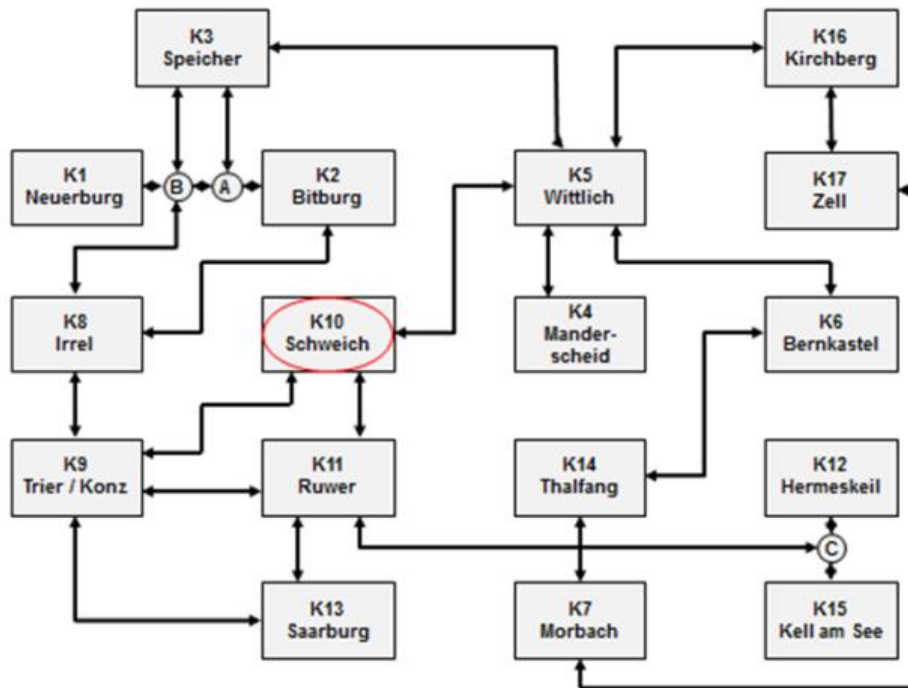 K3
Speicher
K16
Kirchberg
K1
Neuerburg
B
A
K2
Bitburg
K5
Wittlich
K17
Zell
K8
Irrel
K10
Schweich
K4
Mander-
scheid
K6
Bernkastel
K9
Trier / Konz
K11
Ruwer
K14
Thalfang
K12
Hermeskeil
C
K13
Saarburg
K7
Morbach
K15
Kell am See